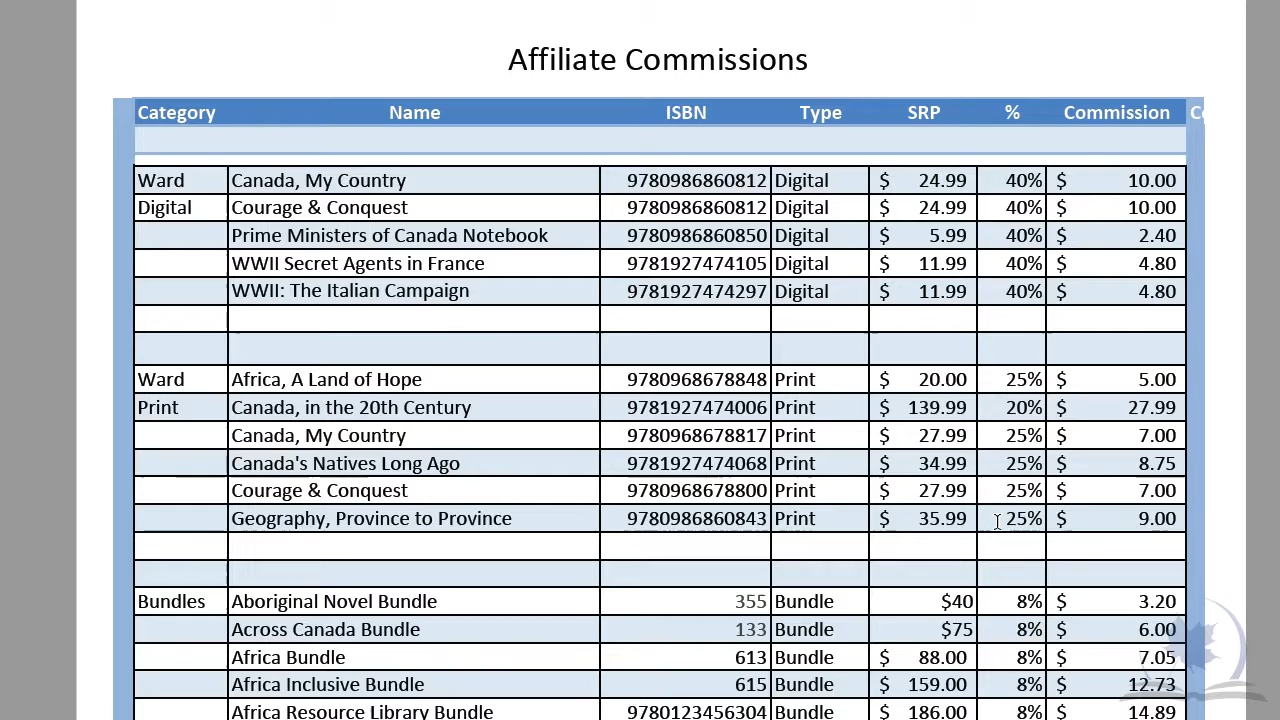 Affiliate Commissions
Category Name ISBN Type SRP % Commission
Ward Canada, My Country 9780986860812 Digital $ 24.99 40% $ 10.00
Digital Courage & Conquest 9780986860812 Digital $ 24.99 40% $ 10.00
Prime Ministers of Canada Notebook 9780986860850 Digital $ 5.99 40% $ 2.40
WWII Secret Agents in France 9781927474105 Digital $ 11.99 40% $ 4.80
WWII: The Italian Campaign 9781927474297 Digital $ 11.99 40% $ 4.80
Ward Africa, A Land of Hope 9780968678848 Print $ 20.00 25% $ 5.00
Print Canada, in the 20th Century 9781927474006 Print $ 139.99 20% $ 27.99
Canada, My Country 9780968678817 Print $ 27.99 25% $ 7.00
Canada's Natives Long Ago 9781927474068 Print $ 34.99 25% $ 8.75
Courage & Conquest 9780968678800 Print $ 27.99 25% $ 7.00
Geography, Province to Province 9780986860843 Print $ 35.99 25% $ 9.00
Bundles Aboriginal Novel Bundle 355 Bundle $40 8% $ 3.20
Across Canada Bundle 133 Bundle $75 8% $ 6.00
Africa Bundle 613 Bundle $ 88.00 8% $ 7.05
Africa Inclusive Bundle 615 Bundle $ 159.00 8% $ 12.73
Africa Resource Library Bundle 9780123456304 Bundle $ 186.00 8% $ 14.89